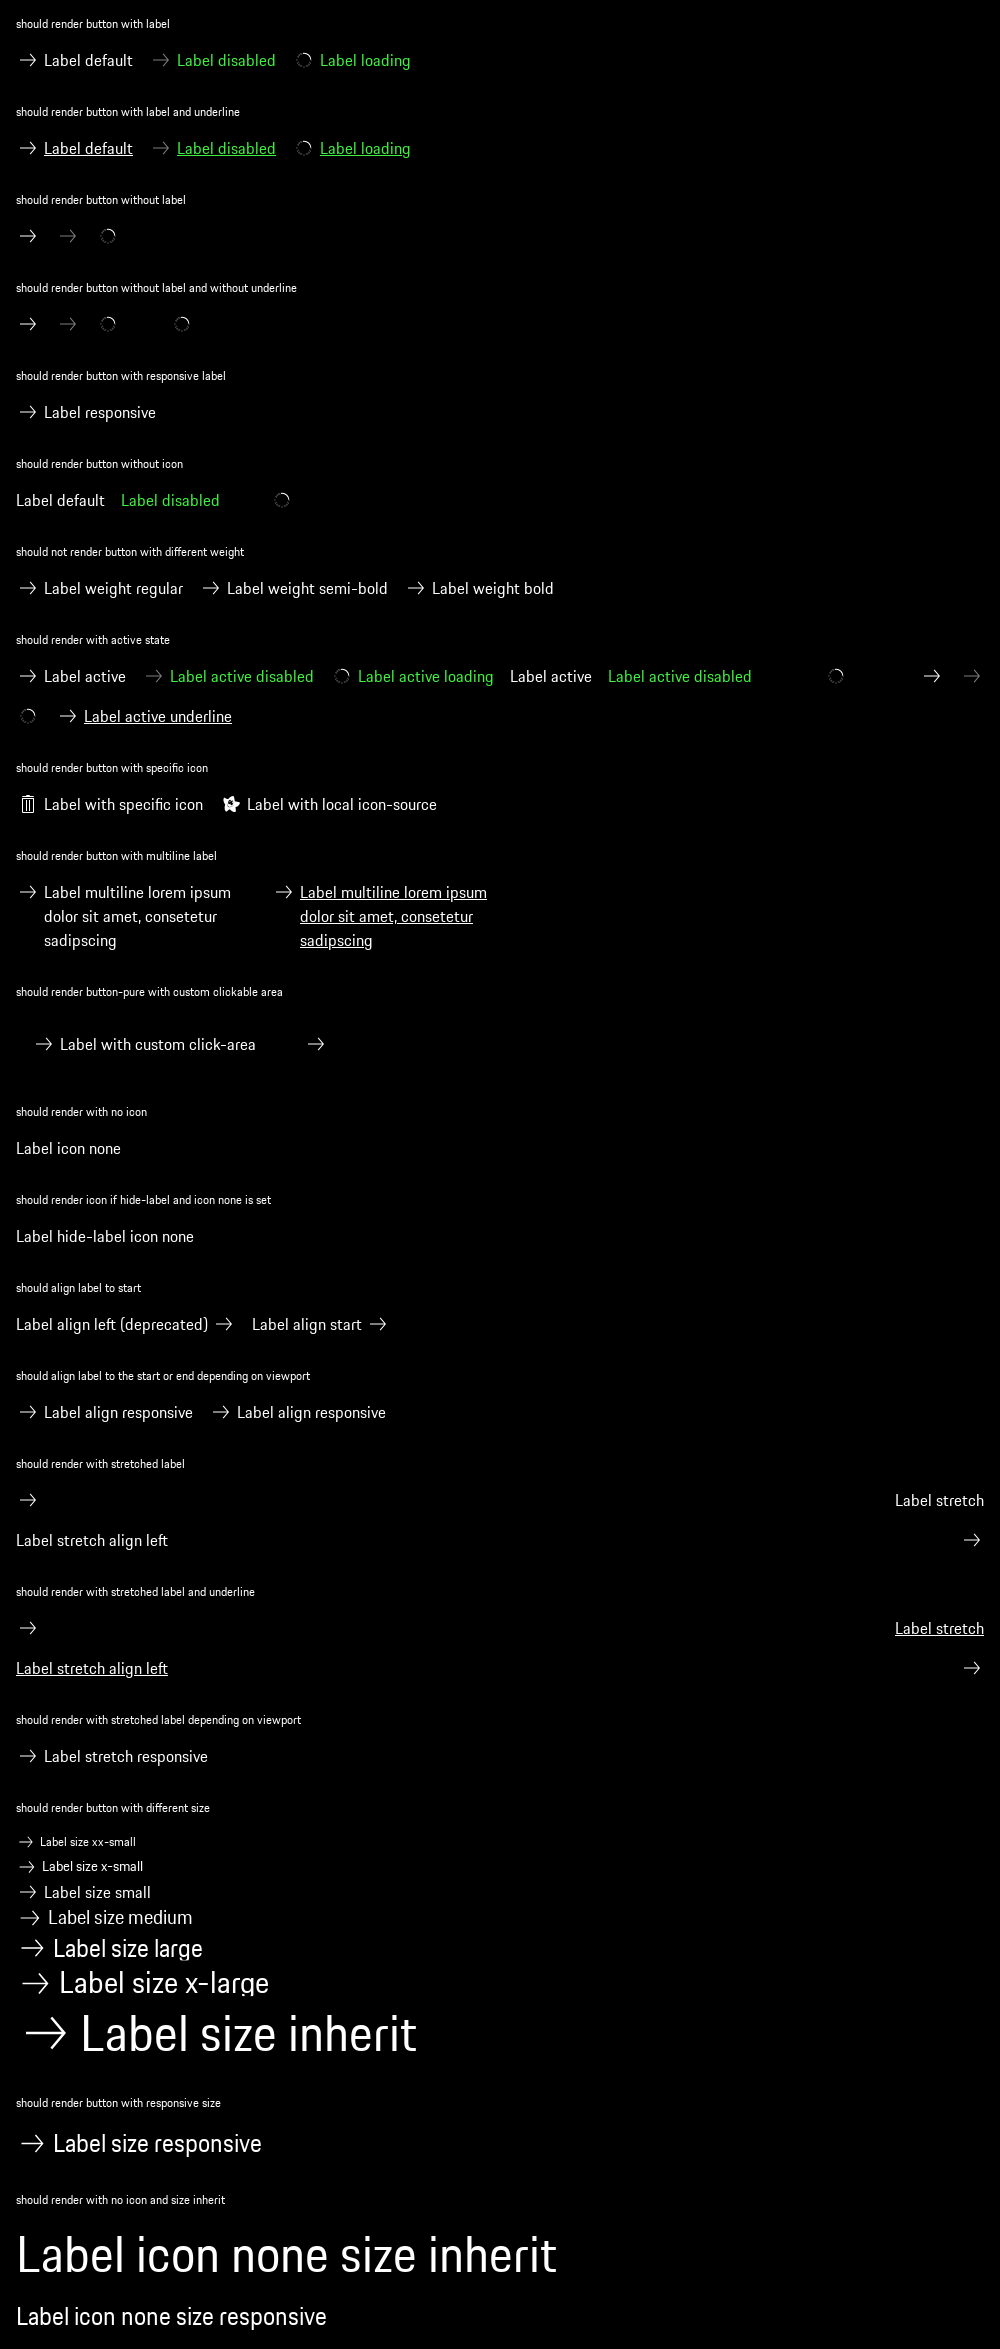 should render button with label
Label default Label disabled Label loading
should render button with label and underline
Label default Label disabled Label loading
should render button without label
should render button without label and without underline
should render button with responsive label
Label responsive
should render button without icon
Label default Label disabled
should not render button with different weight
Label weight regular Label weight semi-bold Label weight bold
should render with active state
Label active Label active disabled Label active loading Label active Label active disabled
Label active underline
should render button with specific icon
Label with specific icon Label with local icon-source
should render button with multiline label
Label multiline lorem ipsum
dolor sit amet, consetetur
sadipscing
Label multiline lorem ipsum
dolor sit amet, consetetur
sadipscing
should render button-pure with custom clickable area
Label with custom click-area
should render with no icon
Label icon none
should render icon if hide-label and icon none is set
Label hide-label icon none
should align label to start
Label align left (deprecated) Label align start
should align label to the start or end depending on viewport
Label align responsive Label align responsive
should render with stretched label
Label stretch
Label stretch align left
should render with stretched label and underline
Label stretch
Label stretch align left
should render with stretched label depending on viewport
Label stretch responsive
should render button with different size
Label size xx-small
Label size x-small
Label size small
Label size medium
Label size large
Label size x-large
Label size inherit
should render button with responsive size
Label size responsive
should render with no icon and size inherit
Label icon none size inherit
Label icon none size responsive